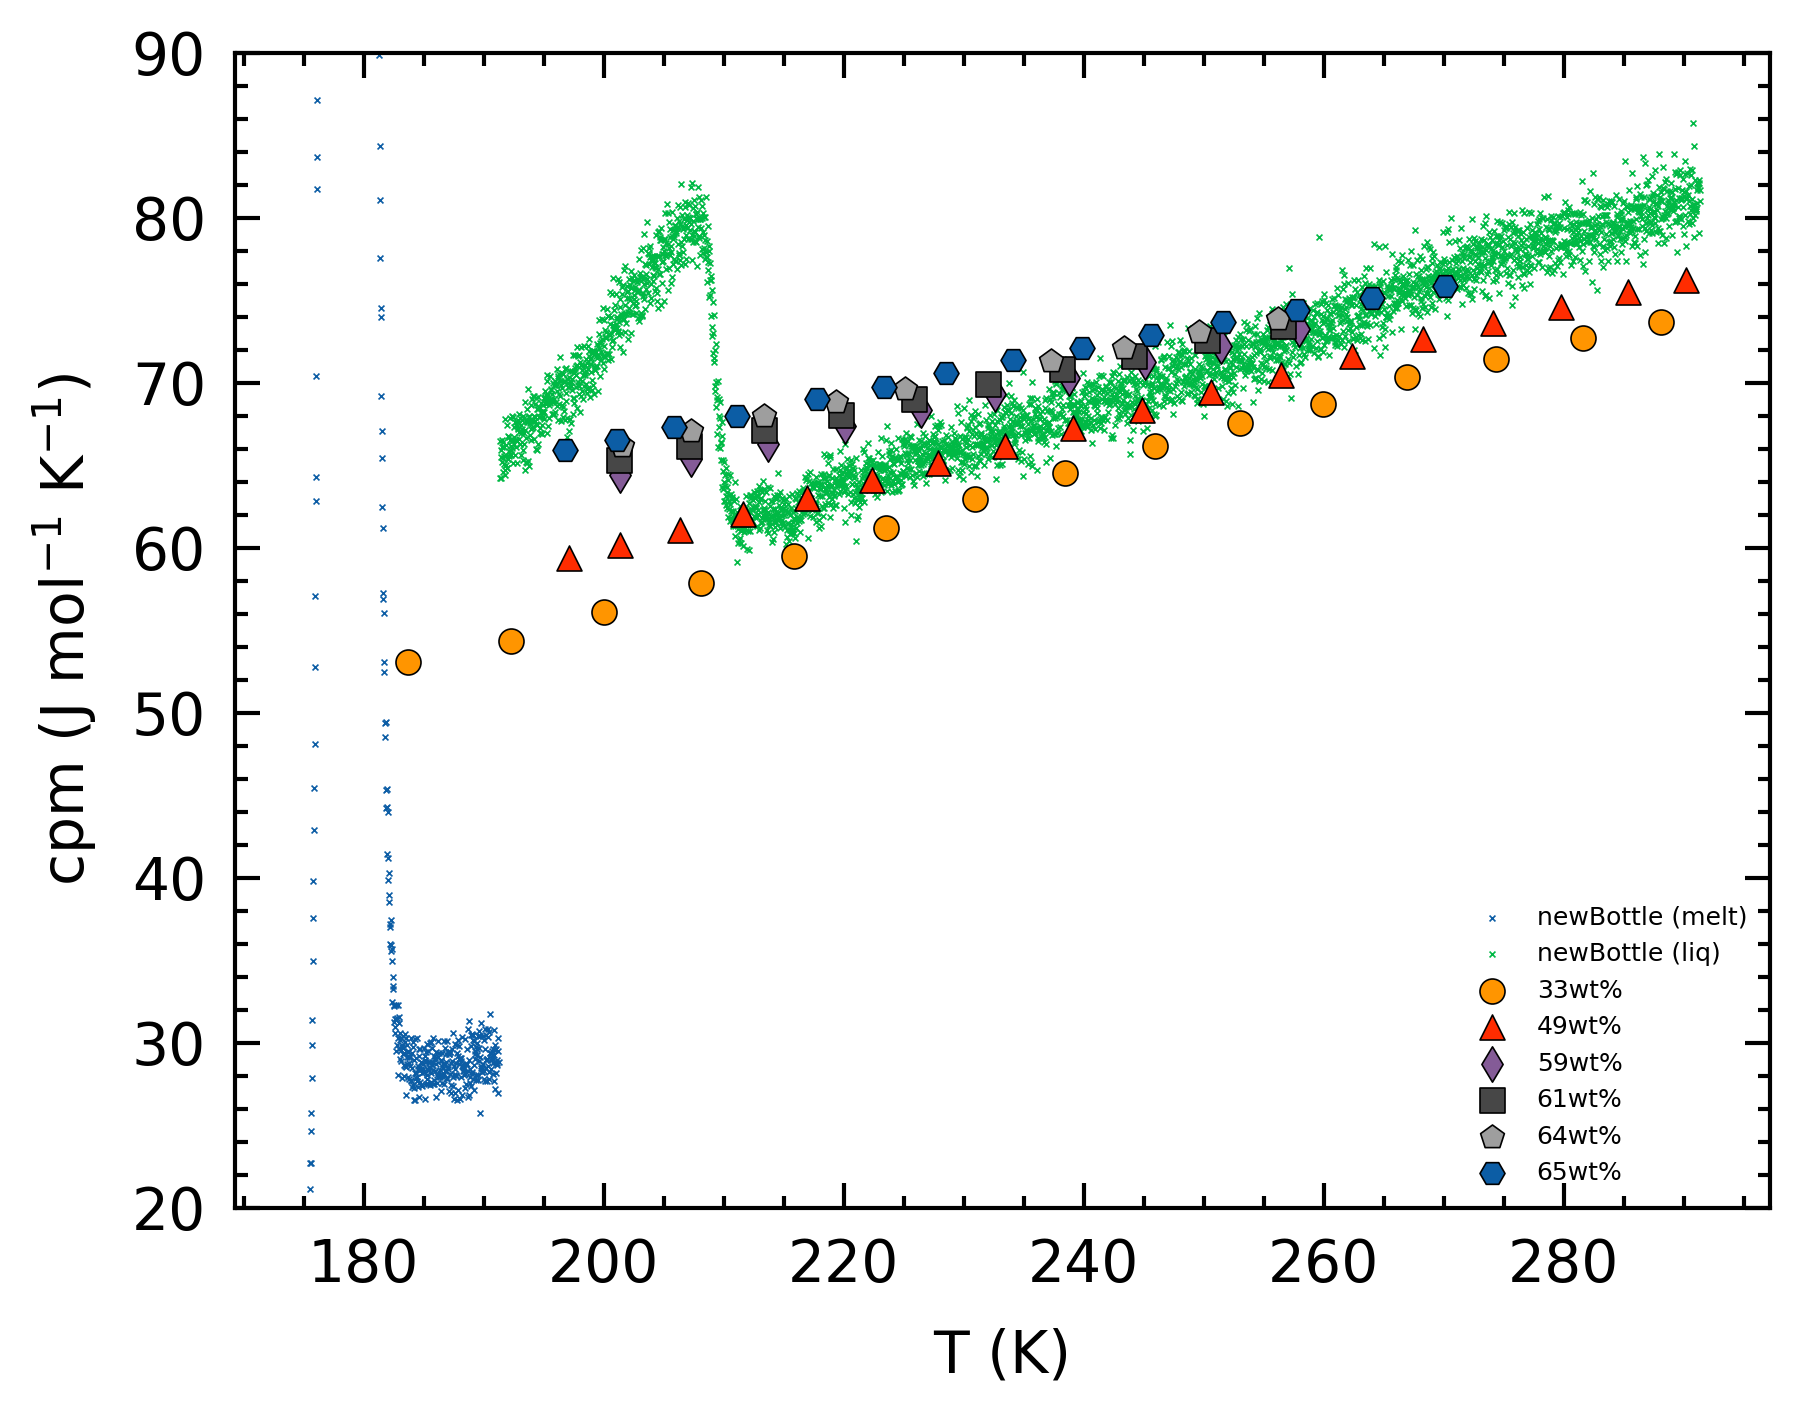 90
80
70
60
50
40
30
20
cpm (J mol⁻¹ K⁻¹)
newBottle (melt)
newBottle (liq)
33wt%
49wt%
59wt%
61wt%
64wt%
65wt%
180 200 220 240 260 280
T (K)